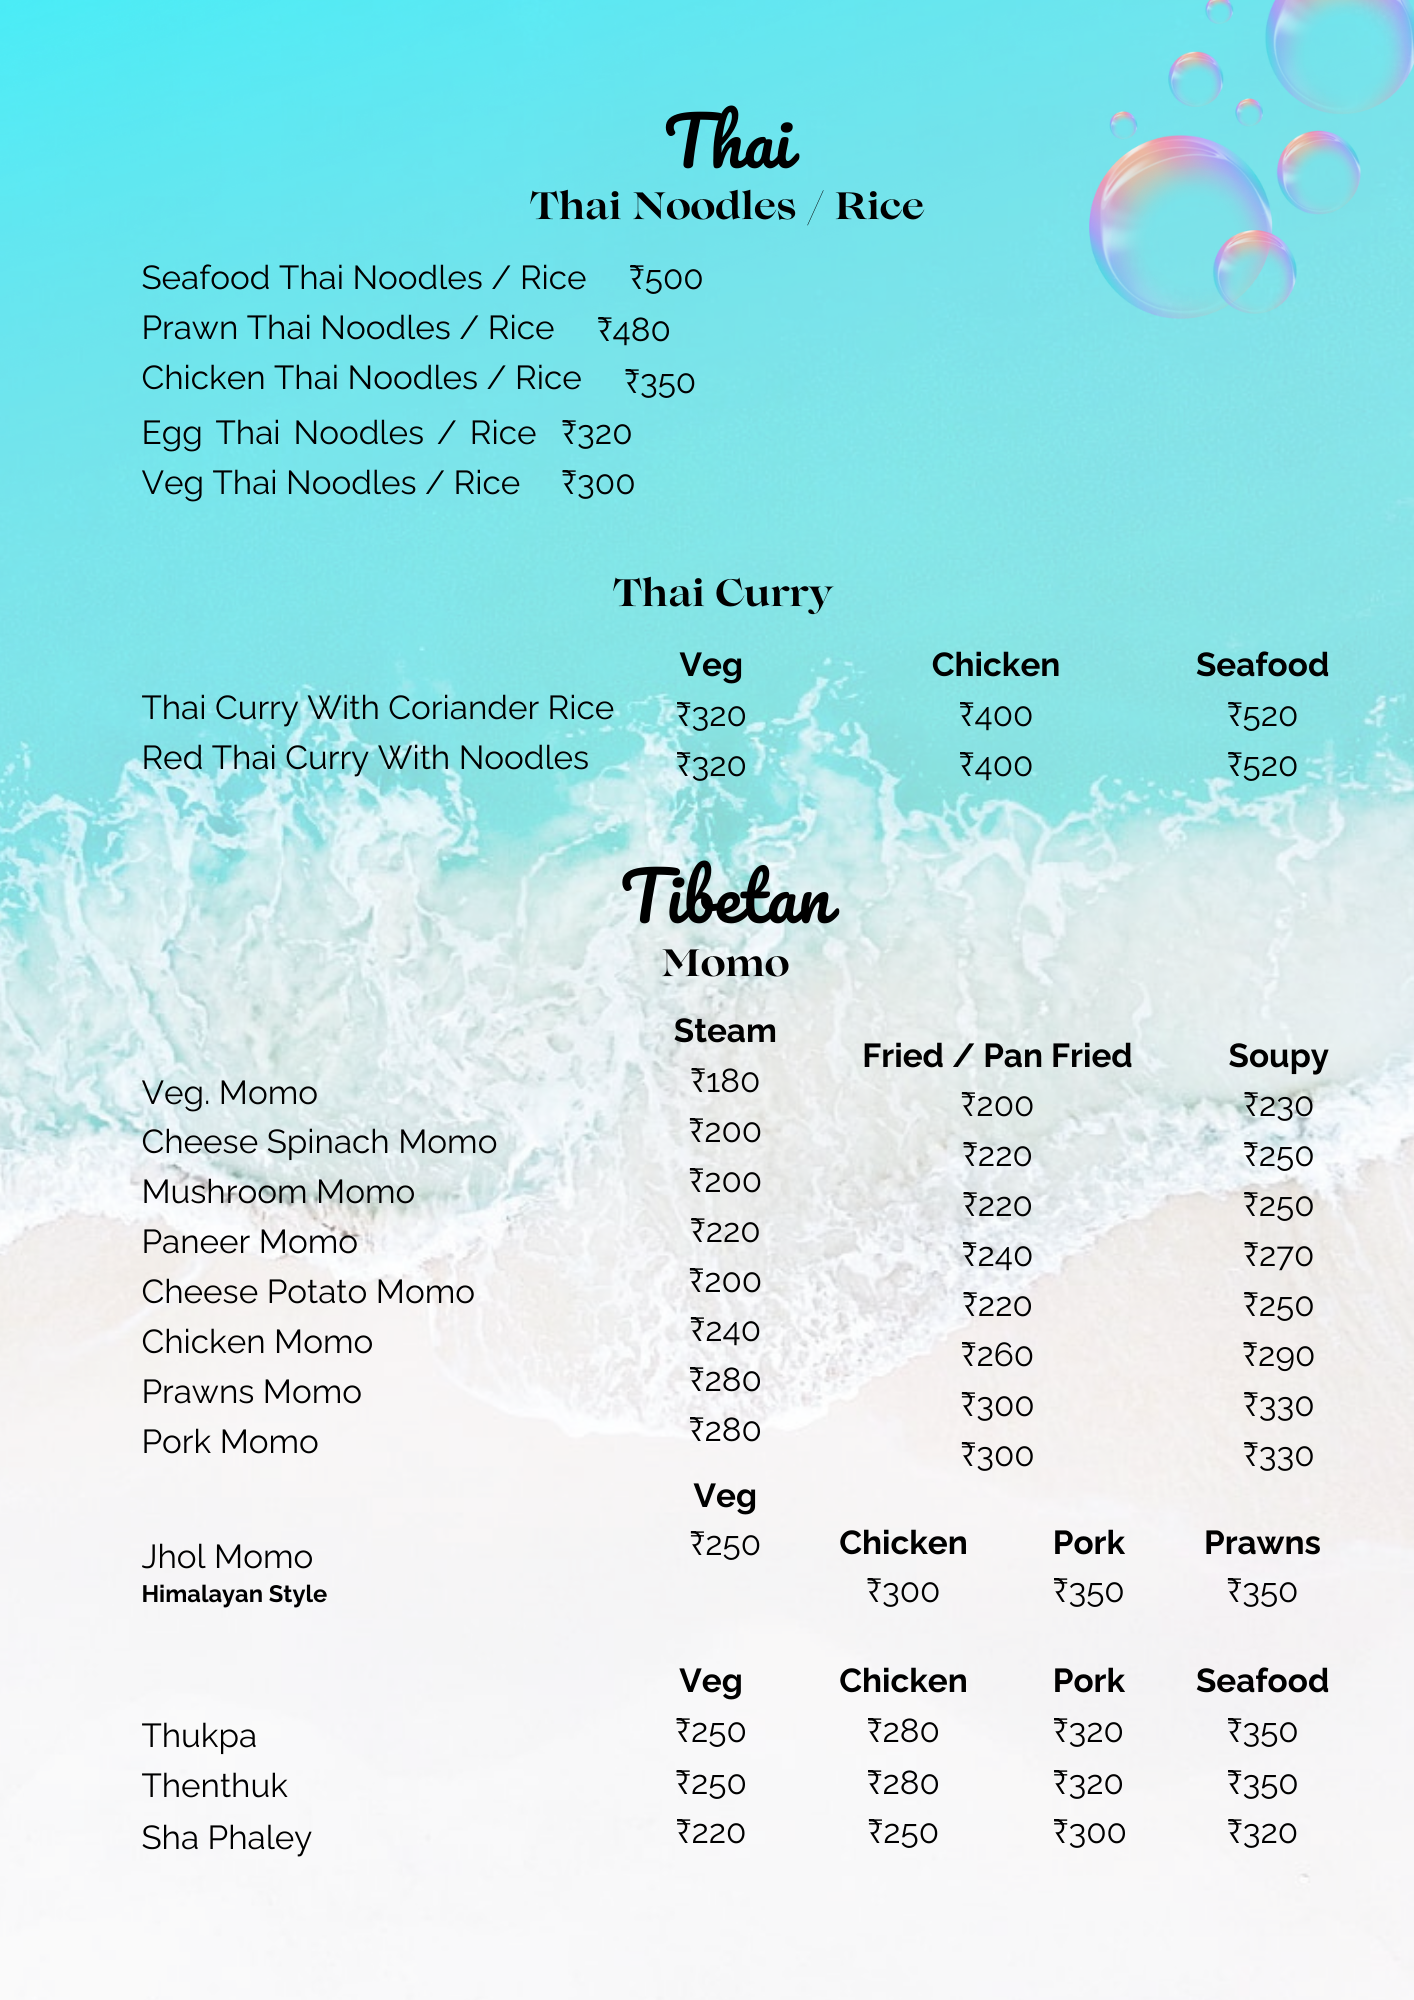 Thai
Thai Noodles / Rice
Seafood Thai Noodles / Rice ₹500
Prawn Thai Noodles / Rice ₹480
Chicken Thai Noodles / Rice ₹350
Egg Thai Noodles / Rice ₹320
Veg Thai Noodles / Rice ₹300
Thai Curry
Veg Chicken Seafood
Thai Curry With Coriander Rice ₹320 ₹400 ₹520
Red Thai Curry With Noodles ₹320 ₹400 ₹520
Tibetan
Momo
Steam Fried / Pan Fried Soupy
Veg. Momo ₹180 ₹200 ₹230
Cheese Spinach Momo ₹200 ₹220 ₹250
Mushroom Momo ₹200 ₹220 ₹250
Paneer Momo ₹220 ₹240 ₹270
Cheese Potato Momo ₹200 ₹220 ₹250
Chicken Momo ₹240 ₹260 ₹290
Prawns Momo ₹280 ₹300 ₹330
Pork Momo ₹280 ₹300 ₹330
Veg Chicken Pork Prawns
Jhol Momo ₹250 ₹300 ₹350 ₹350
Himalayan Style
Veg Chicken Pork Seafood
Thukpa ₹250 ₹280 ₹320 ₹350
Thenthuk ₹250 ₹280 ₹320 ₹350
Sha Phaley ₹220 ₹250 ₹300 ₹320